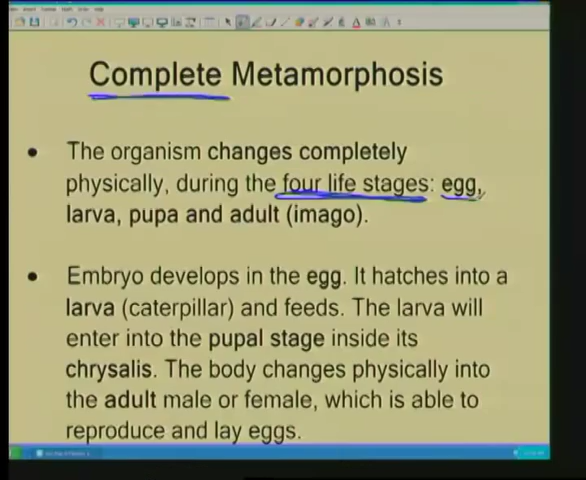 Complete Metamorphosis
• The organism changes completely
physically, during the four life stages: egg,
larva, pupa and adult (imago).
• Embryo develops in the egg. It hatches into a
larva (caterpillar) and feeds. The larva will
enter into the pupal stage inside its
chrysalis. The body changes physically into
the adult male or female, which is able to
reproduce and lay eggs.